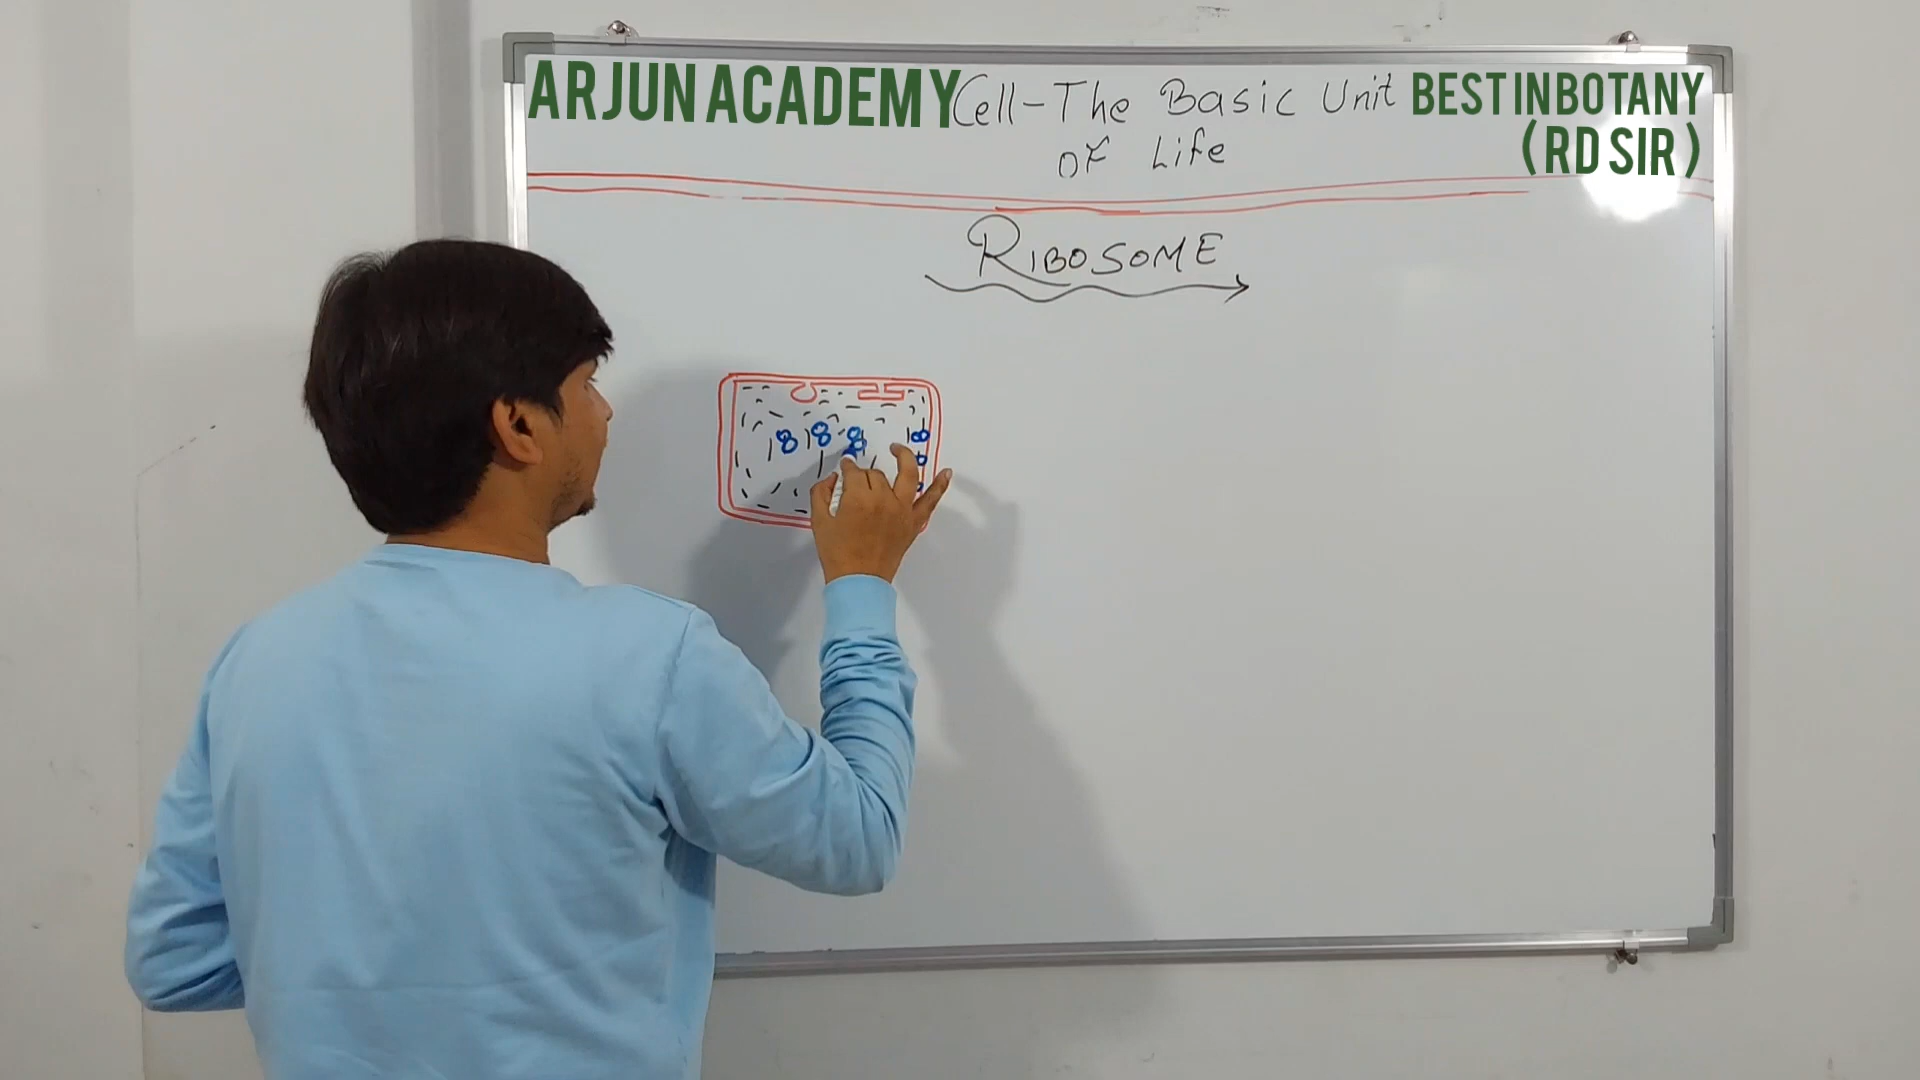 ARJUN ACADEMY
Cell-The Basic Unit
of Life
BEST IN BOTANY
(RD SIR)
RIBOSOME